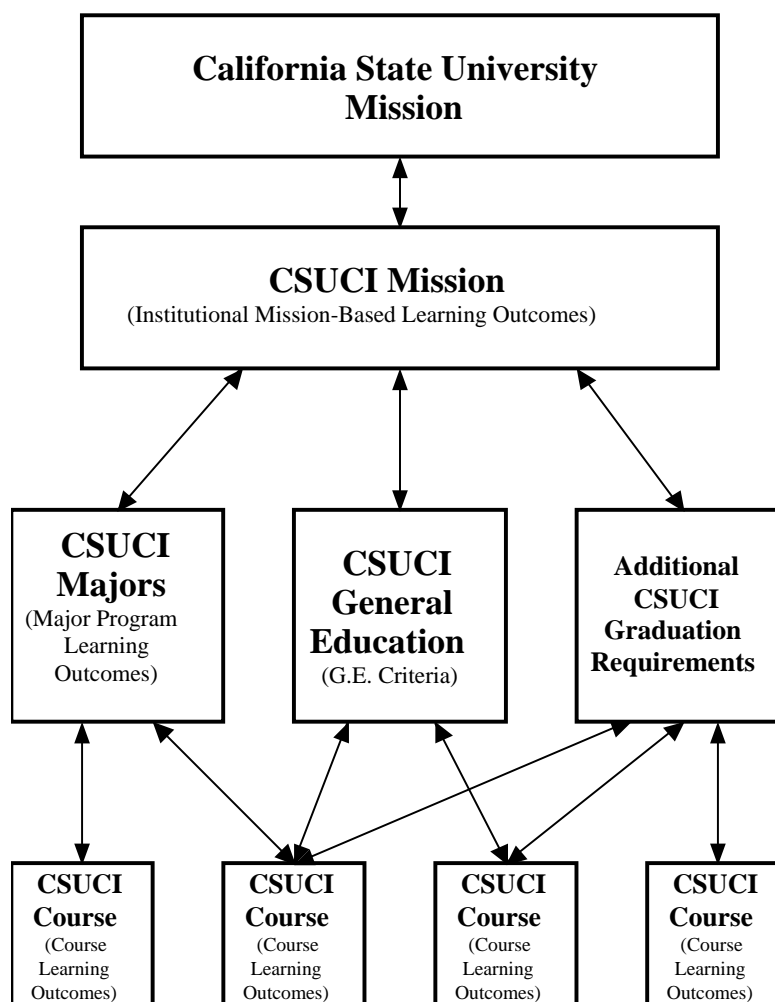 California State University
Mission
CSUCI Mission
(Institutional Mission-Based Learning Outcomes)
CSUCI
Majors
(Major Program
Learning
Outcomes)
CSUCI
General
Education
(G.E. Criteria)
Additional
CSUCI
Graduation
Requirements
CSUCI
Course
(Course
Learning
Outcomes)
CSUCI
Course
(Course
Learning
Outcomes)
CSUCI
Course
(Course
Learning
Outcomes)
CSUCI
Course
(Course
Learning
Outcomes)